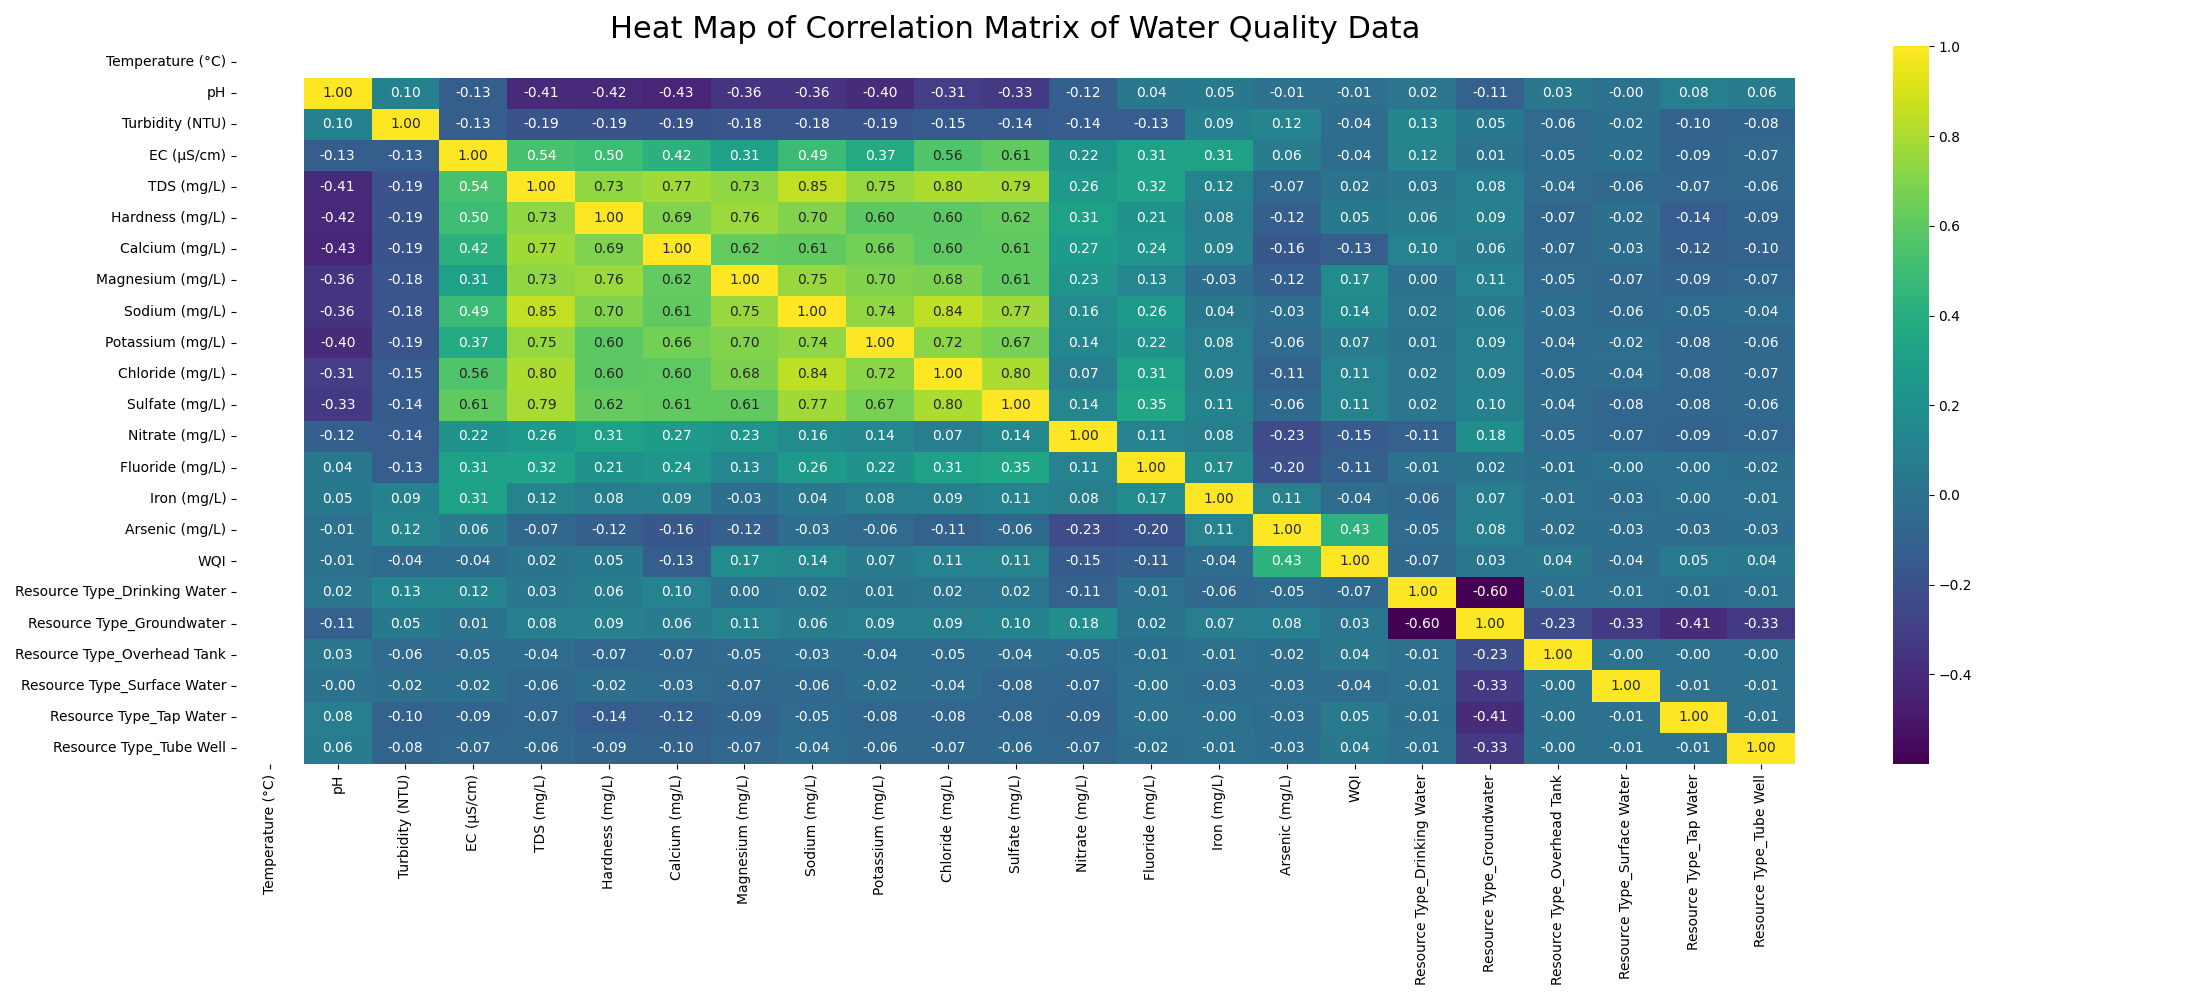 Heat Map of Correlation Matrix of Water Quality Data
Temperature (°C)
pH 1.00 0.10 -0.13 -0.41 -0.42 -0.43 -0.36 -0.36 -0.40 -0.31 -0.33 -0.12 0.04 0.05 -0.01 -0.01 0.02 -0.11 0.03 -0.00 0.08 0.06
Turbidity (NTU) 0.10 1.00 -0.13 -0.19 -0.19 -0.19 -0.18 -0.18 -0.19 -0.15 -0.14 -0.14 -0.13 0.09 0.12 -0.04 0.13 0.05 -0.06 -0.02 -0.10 -0.08
EC (µS/cm) -0.13 -0.13 1.00 0.54 0.50 0.42 0.31 0.49 0.37 0.56 0.61 0.22 0.31 0.31 0.06 -0.04 0.12 0.01 -0.05 -0.02 -0.09 -0.07
TDS (mg/L) -0.41 -0.19 0.54 1.00 0.73 0.77 0.73 0.85 0.75 0.80 0.79 0.26 0.32 0.12 -0.07 0.02 0.03 0.08 -0.04 -0.06 -0.07 -0.06
Hardness (mg/L) -0.42 -0.19 0.50 0.73 1.00 0.69 0.76 0.70 0.60 0.60 0.62 0.31 0.21 0.08 -0.12 0.05 0.06 0.09 -0.07 -0.02 -0.14 -0.09
Calcium (mg/L) -0.43 -0.19 0.42 0.77 0.69 1.00 0.62 0.61 0.66 0.60 0.61 0.27 0.24 0.09 -0.16 -0.13 0.10 0.06 -0.07 -0.03 -0.12 -0.10
Magnesium (mg/L) -0.36 -0.18 0.31 0.73 0.76 0.62 1.00 0.75 0.70 0.68 0.61 0.23 0.13 -0.03 -0.12 0.17 0.00 0.11 -0.05 -0.07 -0.09 -0.07
Sodium (mg/L) -0.36 -0.18 0.49 0.85 0.70 0.61 0.75 1.00 0.74 0.84 0.77 0.16 0.26 0.04 -0.03 0.14 0.02 0.06 -0.03 -0.06 -0.05 -0.04
Potassium (mg/L) -0.40 -0.19 0.37 0.75 0.60 0.66 0.70 0.74 1.00 0.72 0.67 0.14 0.22 0.08 -0.06 0.07 0.01 0.09 -0.04 -0.02 -0.08 -0.06
Chloride (mg/L) -0.31 -0.15 0.56 0.80 0.60 0.60 0.68 0.84 0.72 1.00 0.80 0.07 0.31 0.09 -0.11 0.11 0.02 0.09 -0.05 -0.04 -0.08 -0.07
Sulfate (mg/L) -0.33 -0.14 0.61 0.79 0.62 0.61 0.61 0.77 0.67 0.80 1.00 0.14 0.35 0.11 -0.06 0.11 0.02 0.10 -0.04 -0.08 -0.08 -0.06
Nitrate (mg/L) -0.12 -0.14 0.22 0.26 0.31 0.27 0.23 0.16 0.14 0.07 0.14 1.00 0.11 0.08 -0.23 -0.15 -0.11 0.18 -0.05 -0.07 -0.09 -0.07
Fluoride (mg/L) 0.04 -0.13 0.31 0.32 0.21 0.24 0.13 0.26 0.22 0.31 0.35 0.11 1.00 0.17 -0.20 -0.11 -0.01 0.02 -0.01 -0.00 -0.00 -0.02
Iron (mg/L) 0.05 0.09 0.31 0.12 0.08 0.09 -0.03 0.04 0.08 0.09 0.11 0.08 0.17 1.00 0.11 -0.04 -0.06 0.07 -0.01 -0.03 -0.00 -0.01
Arsenic (mg/L) -0.01 0.12 0.06 -0.07 -0.12 -0.16 -0.12 -0.03 -0.06 -0.11 -0.06 -0.23 -0.20 0.11 1.00 0.43 -0.05 0.08 -0.02 -0.03 -0.03 -0.03
WQI -0.01 -0.04 -0.04 0.02 0.05 -0.13 0.17 0.14 0.07 0.11 0.11 -0.15 -0.11 -0.04 0.43 1.00 -0.07 0.03 0.04 -0.04 0.05 0.04
Resource Type_Drinking Water 0.02 0.13 0.12 0.03 0.06 0.10 0.00 0.02 0.01 0.02 0.02 -0.11 -0.01 -0.06 -0.05 -0.07 1.00 -0.60 -0.01 -0.01 -0.01 -0.01
Resource Type_Groundwater -0.11 0.05 0.01 0.08 0.09 0.06 0.11 0.06 0.09 0.09 0.10 0.18 0.02 0.07 0.08 0.03 -0.60 1.00 -0.23 -0.33 -0.41 -0.33
Resource Type_Overhead Tank 0.03 -0.06 -0.05 -0.04 -0.07 -0.07 -0.05 -0.03 -0.04 -0.05 -0.04 -0.05 -0.01 -0.01 -0.02 0.04 -0.01 -0.23 1.00 -0.00 -0.00 -0.00
Resource Type_Surface Water -0.00 -0.02 -0.02 -0.06 -0.02 -0.03 -0.07 -0.06 -0.02 -0.04 -0.08 -0.07 -0.00 -0.03 -0.03 -0.04 -0.01 -0.33 -0.00 1.00 -0.01 -0.01
Resource Type_Tap Water 0.08 -0.10 -0.09 -0.07 -0.14 -0.12 -0.09 -0.05 -0.08 -0.08 -0.08 -0.09 -0.00 -0.00 -0.03 0.05 -0.01 -0.41 -0.00 -0.01 1.00 -0.01
Resource Type_Tube Well 0.06 -0.08 -0.07 -0.06 -0.09 -0.10 -0.07 -0.04 -0.06 -0.07 -0.06 -0.07 -0.02 -0.01 -0.03 0.04 -0.01 -0.33 -0.00 -0.01 -0.01 1.00
Temperature (°C)
pH
Turbidity (NTU)
EC (µS/cm)
TDS (mg/L)
Hardness (mg/L)
Calcium (mg/L)
Magnesium (mg/L)
Sodium (mg/L)
Potassium (mg/L)
Chloride (mg/L)
Sulfate (mg/L)
Nitrate (mg/L)
Fluoride (mg/L)
Iron (mg/L)
Arsenic (mg/L)
WQI
Resource Type_Drinking Water
Resource Type_Groundwater
Resource Type_Overhead Tank
Resource Type_Surface Water
Resource Type_Tap Water
Resource Type_Tube Well
1.0
0.8
0.6
0.4
0.2
0.0
−0.2
−0.4